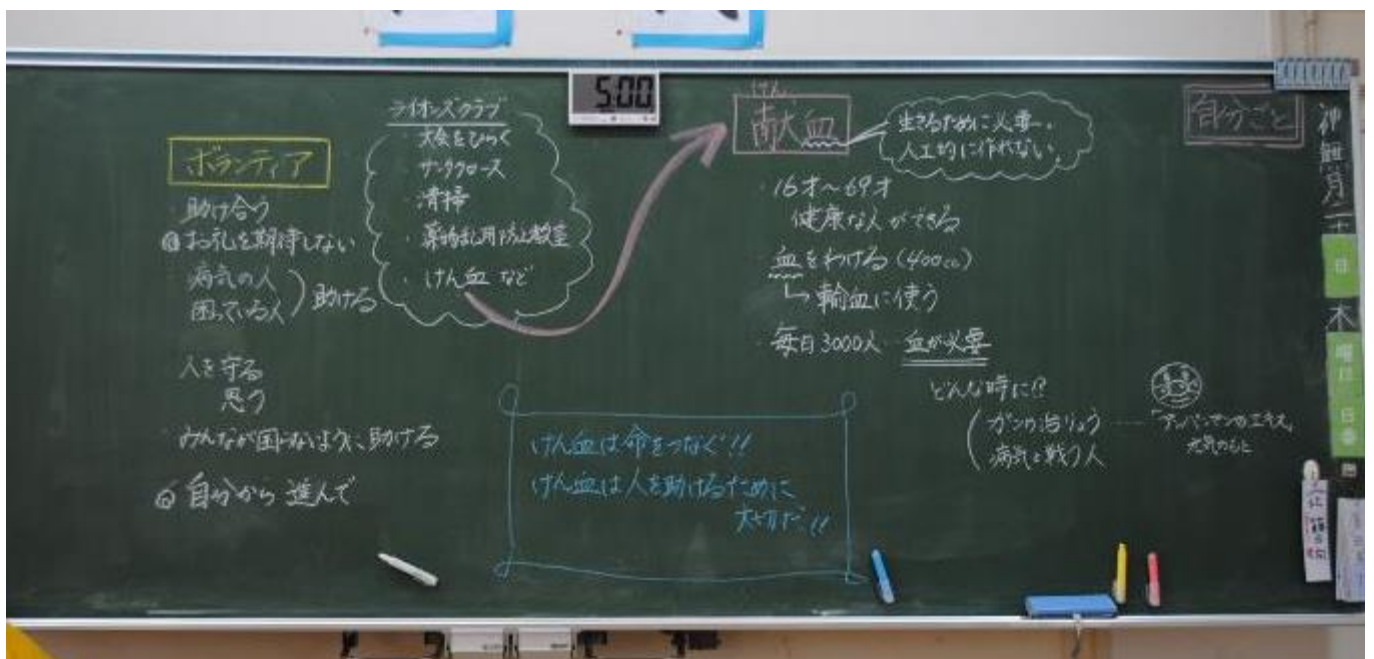 ボランティア
・助け合う
◎お礼を期待しない
病気の人
困っている人
助ける
人を守る
思う
・みんなが困らないように助ける
◎自分から進んで
ライオンズクラブ
大会をひらく
サンタクロース
・清掃
・薬物乱用防止教室
・けん血など
5:00
けん
献血
生きるために必要。
人工的に作れない。
・16才〜69才
健康な人ができる
・血をわける(400cc)
輸血に使う
・毎日3000人 血が必要
どんな時に!?
ガンの治りょう
病気と戦う人
「アンパンマンのエキス」
元気のもと
けん血は命をつなぐ!!
けん血は人を助けるために
大切だ!!
自分ごと
神無月二十
日
木
曜日
日番